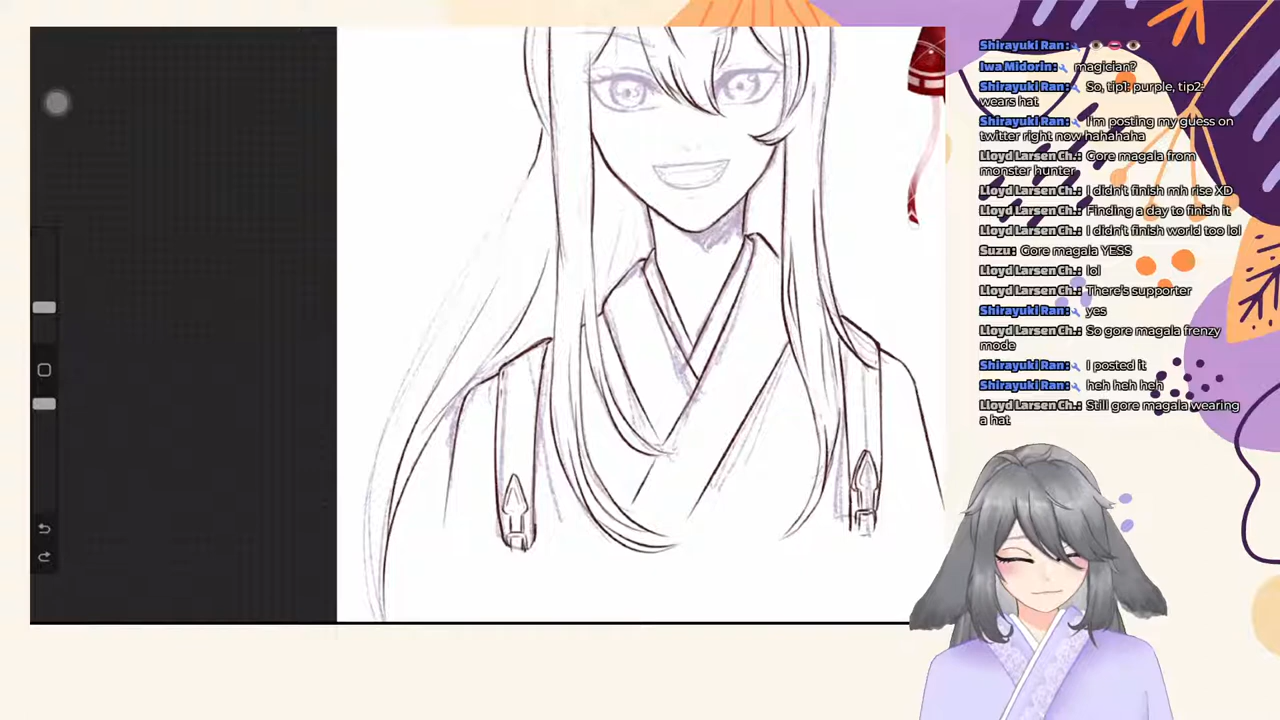 Shirayuki Ran:
Iwa Midorin: magician?
Shirayuki Ran: So, tip1: purple, tip2:
wears hat
Shirayuki Ran: I'm posting my guess on
twitter right now hahahaha
Lloyd Larsen Ch.: Gore magala from
monster hunter
Lloyd Larsen Ch.: I didn't finish mh rise XD
Lloyd Larsen Ch.: Finding a day to finish it
Lloyd Larsen Ch.: I didn't finish world too lol
Suzu: Gore magala YESS
Lloyd Larsen Ch.: lol
Lloyd Larsen Ch.: There's supporter
Shirayuki Ran: yes
Lloyd Larsen Ch.: So gore magala frenzy
mode
Shirayuki Ran: I posted it
Shirayuki Ran: heh heh heh
Lloyd Larsen Ch.: Still gore magala wearing
a hat